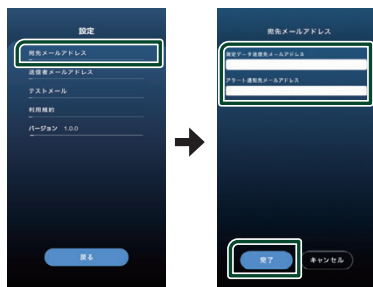 設定
宛先メールアドレス
送信者メールアドレス
テストメール
利用規約
バージョン 1.0.0
戻る
宛先メールアドレス
測定データ送信先メールアドレス
アラート通知先メールアドレス
完了
キャンセル